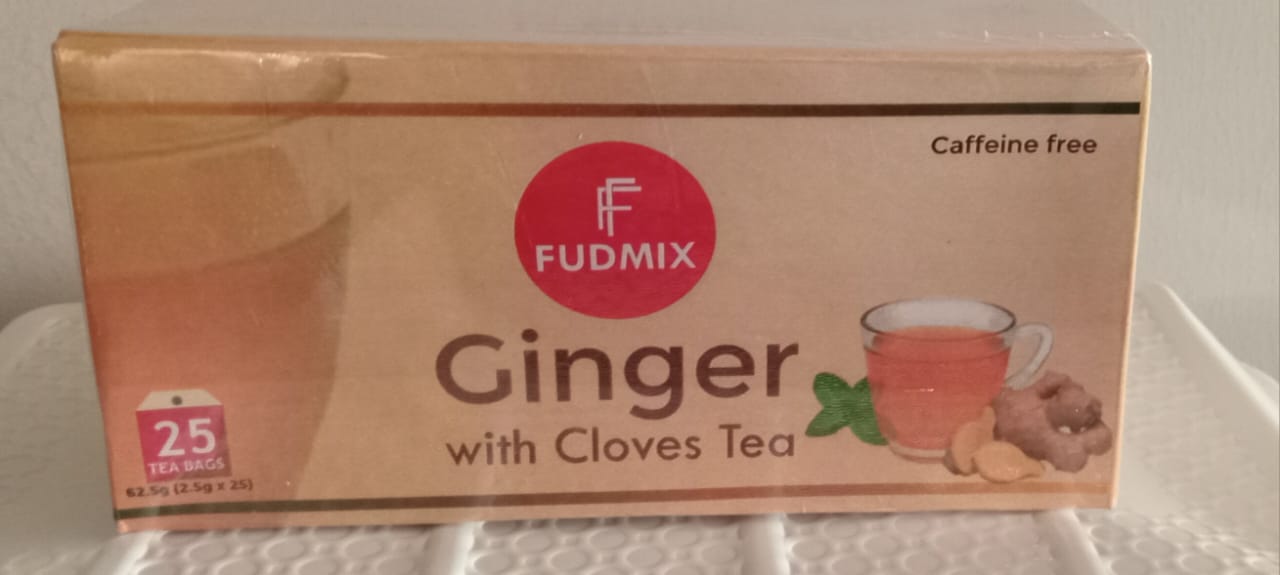 Caffeine free
FUDMIX
Ginger
with Cloves Tea
25
TEA BAGS
62.5g (2.5g x 25)